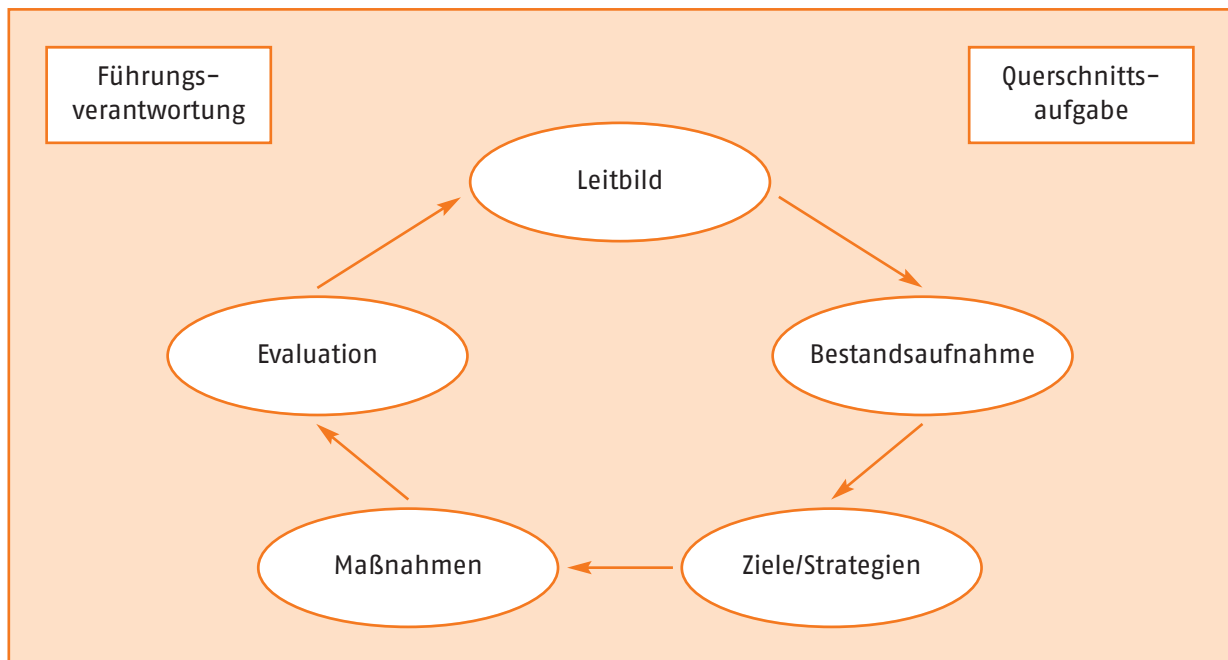 Führungs-
verantwortung
Querschnitts-
aufgabe
Leitbild
Evaluation
Bestandsaufnahme
Maßnahmen
Ziele/Strategien